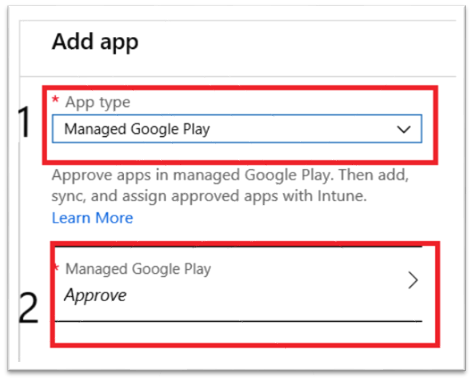 Add app
1
* App type
Managed Google Play
Approve apps in managed Google Play. Then add,
sync, and assign approved apps with Intune.
Learn More
* Managed Google Play
2
Approve